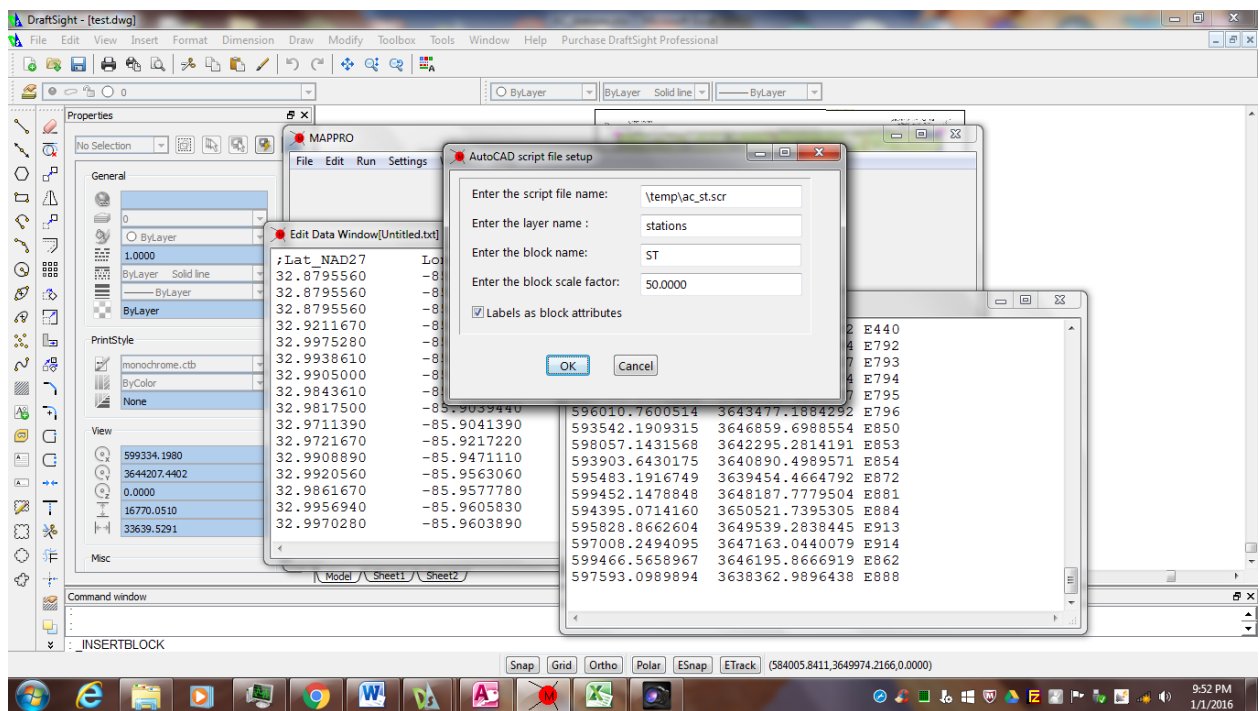 DraftSight - [test.dwg]
File Edit View Insert Format Dimension Draw Modify Toolbox Tools Window Help Purchase DraftSight Professional
0 ByLayer ByLayer Solid line ByLayer
Properties
No Selection
General
0
ByLayer
1.0000
ByLayer Solid line
ByLayer
ByLayer
PrintStyle
monochrome.ctb
ByColor
None
View
599334.1980
3644207.4402
0.0000
16770.0510
33639.5291
Misc
MAPPRO
File Edit Run Settings
Edit Data Window[Untitled.txt]
;Lat_NAD27
32.8795560
32.8795560
32.8795560
32.9211670
32.9975280
32.9938610
32.9905000
32.9843610
32.9817500 -85.9039440
32.9711390 -85.9041390
32.9721670 -85.9217220
32.9908890 -85.9471110
32.9920560 -85.9563060
32.9861670 -85.9577780
32.9956940 -85.9605830
32.9970280 -85.9603890
AutoCAD script file setup
Enter the script file name: \temp\ac_st.scr
Enter the layer name : stations
Enter the block name: ST
Enter the block scale factor: 50.0000
Labels as block attributes
OK Cancel
2 E440
E792
7 E793
4 E794
E795
596010.7600514 3643477.1884292 E796
593542.1909315 3646859.6988554 E850
598057.1431568 3642295.2814191 E853
593903.6430175 3640890.4989571 E854
595483.1916749 3639454.4664792 E872
599452.1478848 3648187.7779504 E881
594395.0714160 3650521.7395305 E884
595828.8662604 3649539.2838445 E913
597008.2494095 3647163.0440079 E914
599466.5658967 3646195.8666919 E862
597593.0989894 3638362.9896438 E888
Model Sheet1 Sheet2
Command window
:
:
: _INSERTBLOCK
Snap Grid Ortho Polar ESnap ETrack (584005.8411,3649974.2166,0.0000)
9:52 PM
1/1/2016